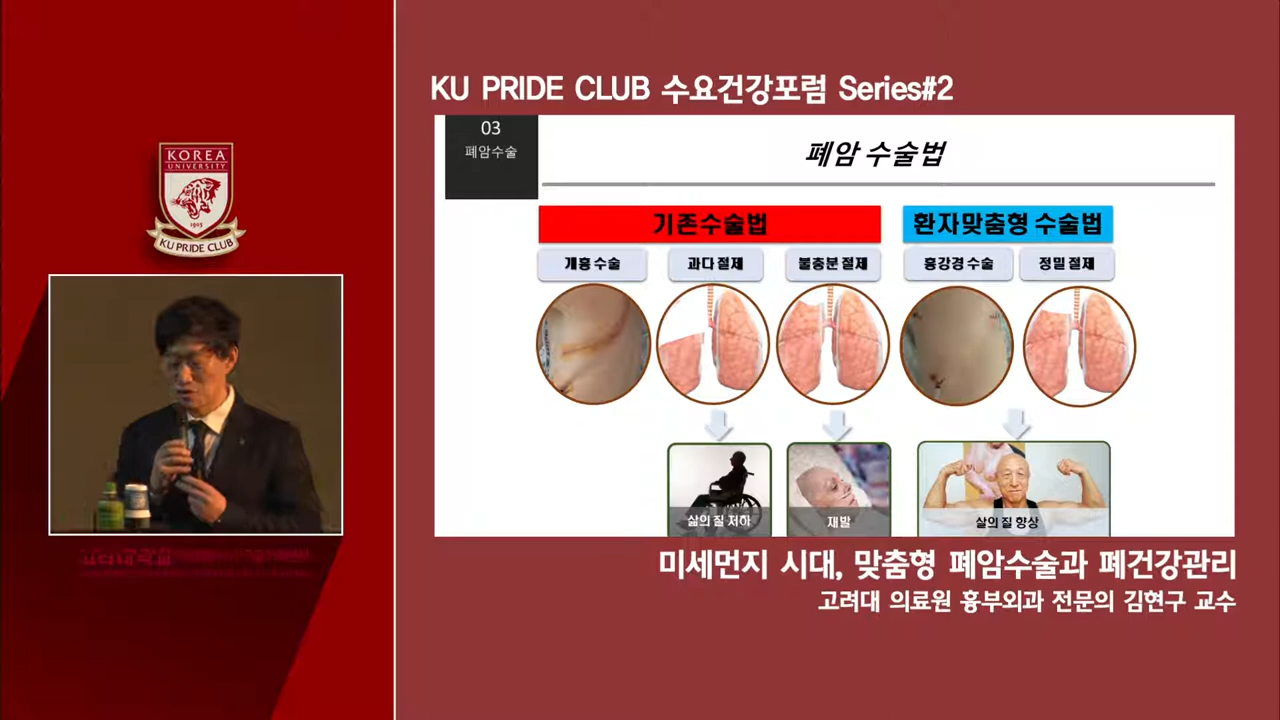 KU PRIDE CLUB 수요건강포럼 Series#2
KOREA
UNIVERSITY
1905
KU PRIDE CLUB
03
폐암수술
폐암 수술법
기존수술법
환자맞춤형 수술법
개흉 수술
과다 절제
불충분 절제
흉강경 수술
정밀 절제
삶의 질 저하
재발
삶의 질 향상
미세먼지 시대, 맞춤형 폐암수술과 폐건강관리
고려대 의료원 흉부외과 전문의 김현구 교수